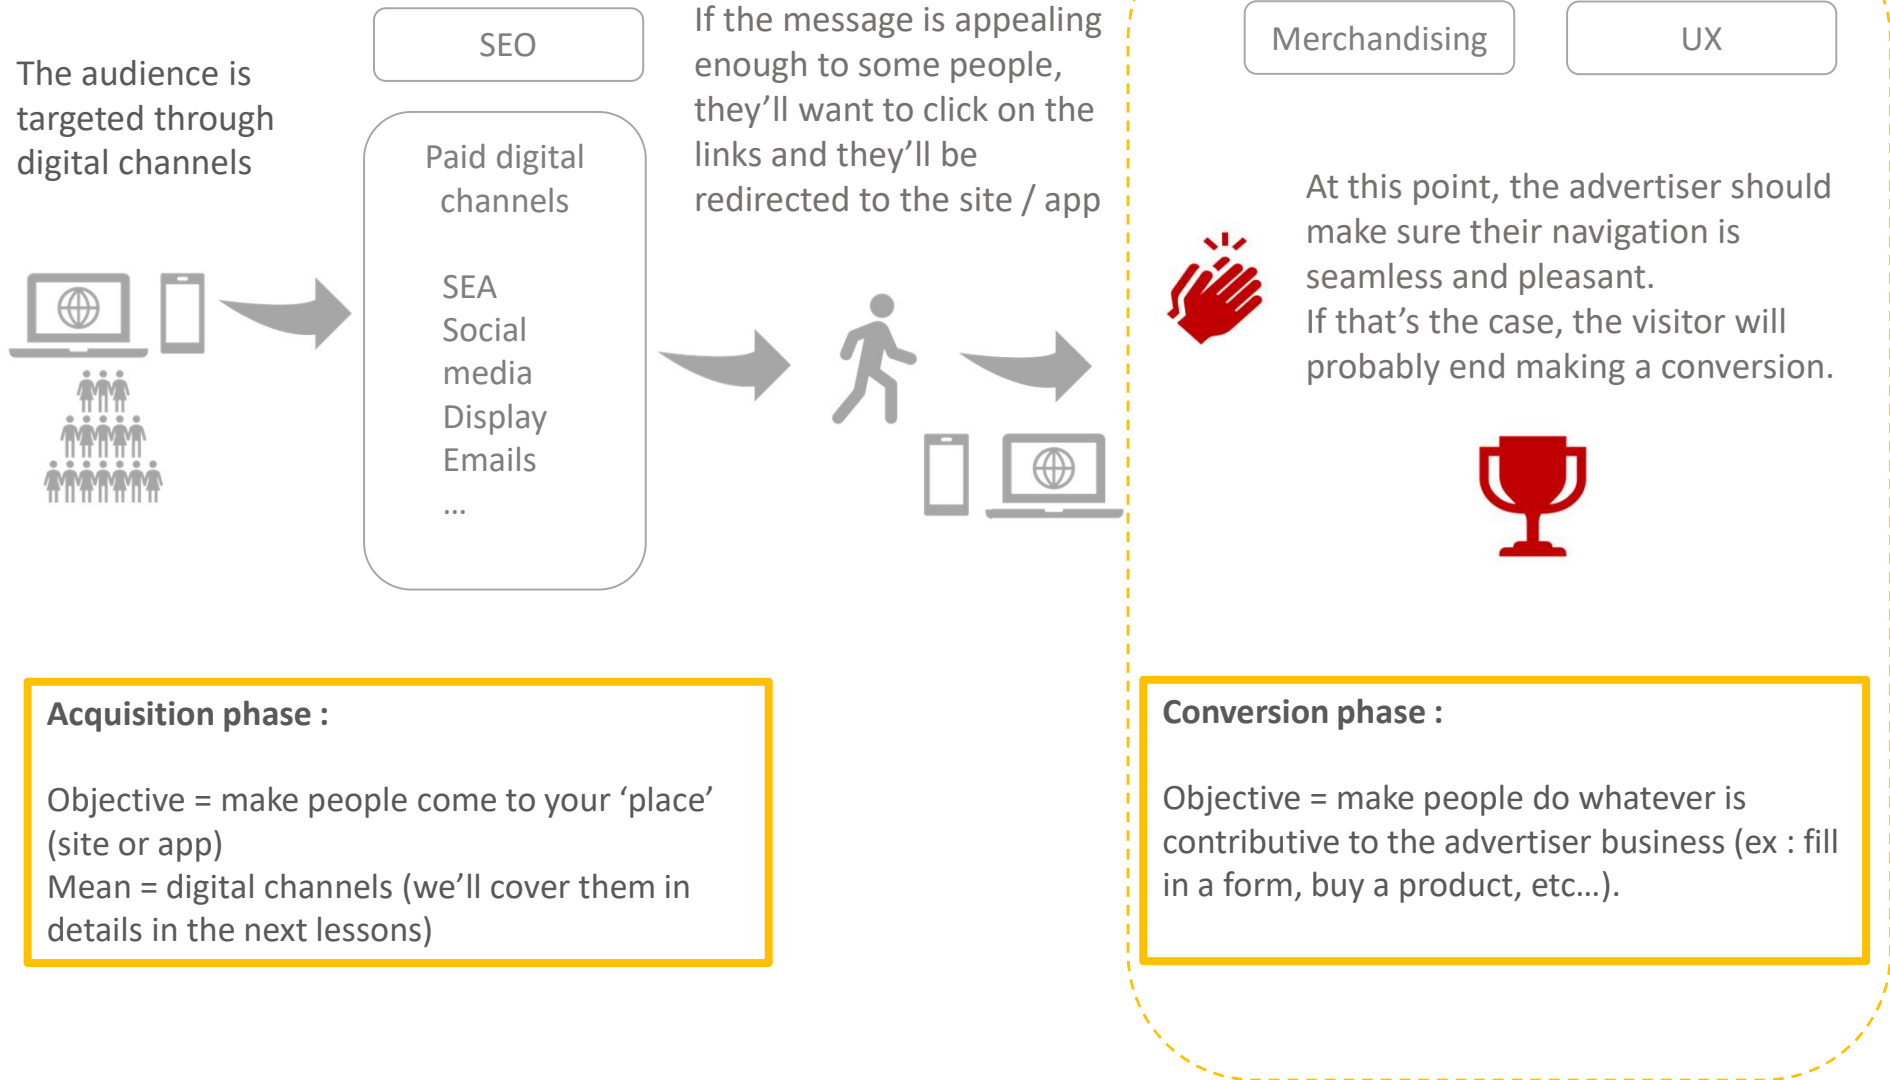 The audience is
targeted through
digital channels
SEO
Paid digital
channels
SEA
Social
media
Display
Emails
...
If the message is appealing
enough to some people,
they’ll want to click on the
links and they’ll be
redirected to the site / app
Merchandising
UX
At this point, the advertiser should
make sure their navigation is
seamless and pleasant.
If that’s the case, the visitor will
probably end making a conversion.
Acquisition phase :
Objective = make people come to your ‘place’
(site or app)
Mean = digital channels (we’ll cover them in
details in the next lessons)
Conversion phase :
Objective = make people do whatever is
contributive to the advertiser business (ex : fill
in a form, buy a product, etc…).